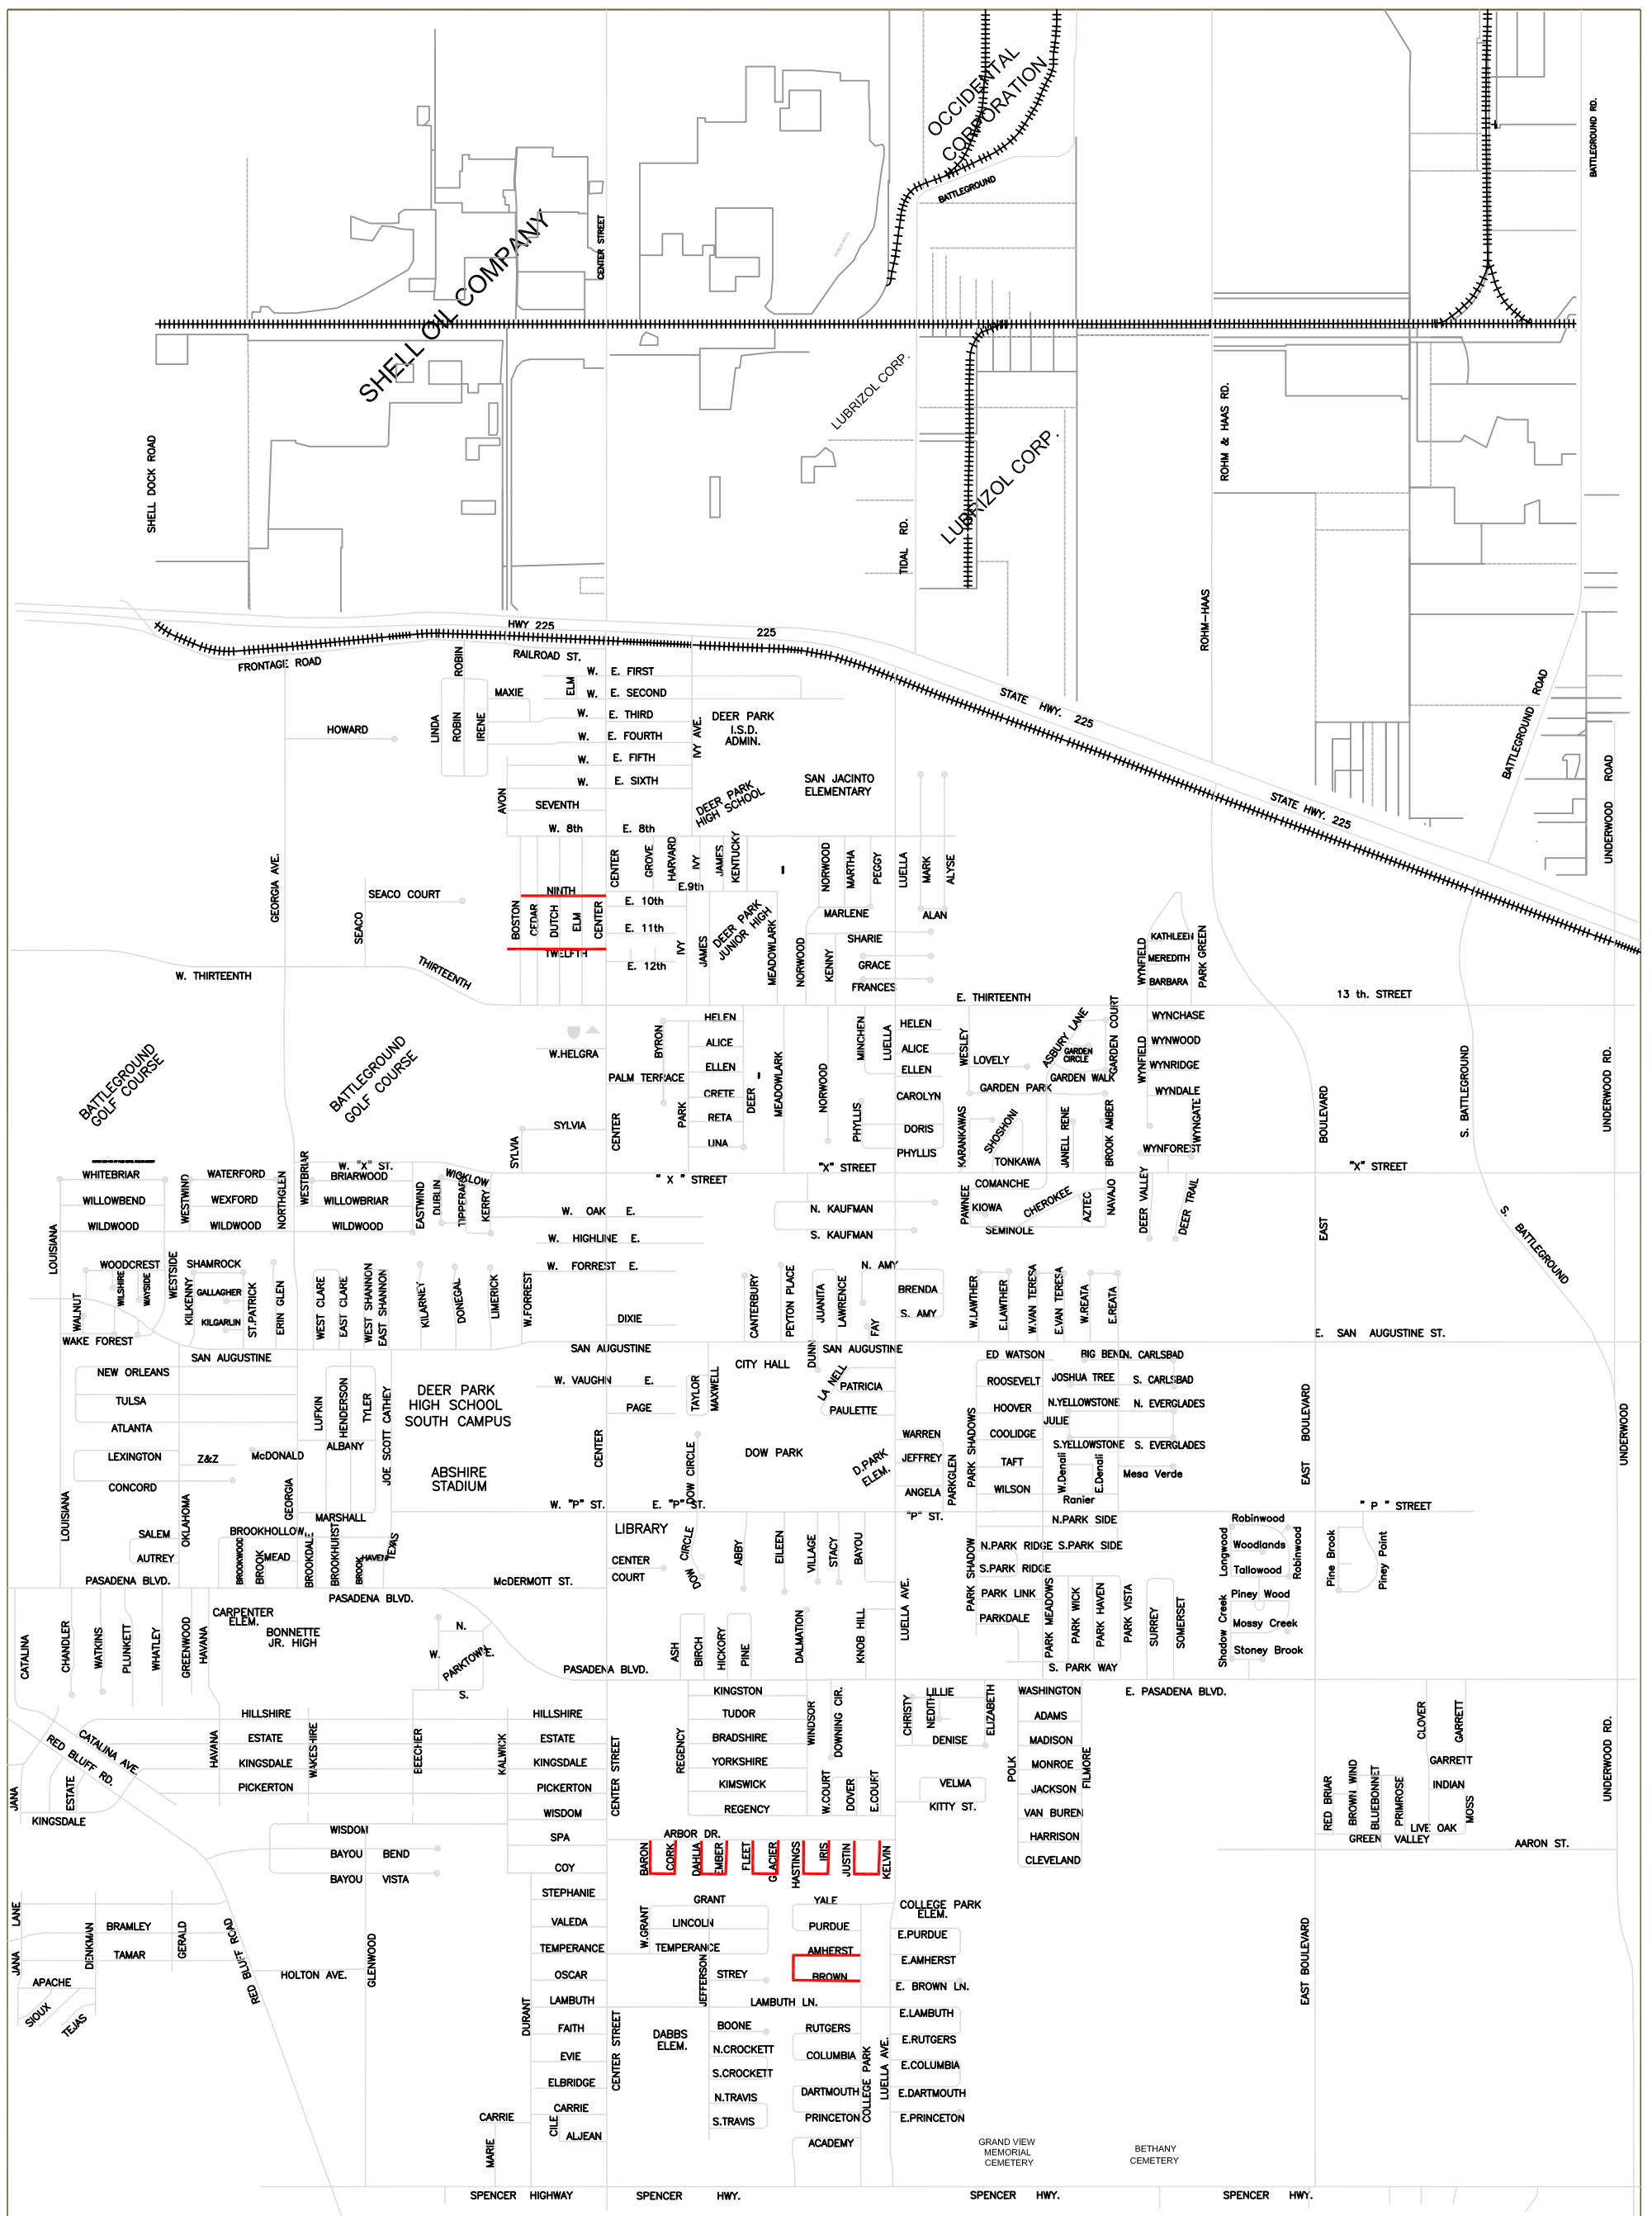 OCCIDENTAL
CORPORATION
BATTLEGROUND RD.
BATTLEGROUND
CENTER STREET
SHELL OIL COMPANY
LUBRIZOL CORP.
LUBRIZOL CORP.
ROHM & HAAS RD.
SHELL DOCK ROAD
TIDAL RD.
ROHM-HAAS
HWY 225
225
FRONTAGE ROAD
RAILROAD ST.
ROBIN
W. E. FIRST
ELM
MAXIE
W. E. SECOND
STATE HWY. 225
BATTLEGROUND ROAD
LINDA
ROBIN
IRENE
W. E. THIRD
DEER PARK
I.S.D.
ADMIN.
HOWARD
W. E. FOURTH
IVY AVE.
W. E. FIFTH
W. E. SIXTH
SAN JACINTO
ELEMENTARY
AVON
SEVENTH
DEER PARK
HIGH SCHOOL
STATE HWY. 225
UNDERWOOD ROAD
W. 8th
E. 8th
GEORGIA AVE.
CENTER
GROVE
HARVARD
IVY
JAMES
KENTUCKY
NORWOOD
MARTHA
PEGGY
LUELLA
MARK
ALYSE
SEACO COURT
NINTH
E.9th
E. 10th
MARLENE
ALAN
SEACO
BOSTON
CEDAR
DUTCH
ELM
CENTER
E. 11th
DEER PARK
JUNIOR HIGH
SHARIE
KATHLEEN
TWELFTH
E. 12th
IVY
JAMES
MEADOWLARK
NORWOOD
KENNY
GRACE
WYNFIELD
MEREDITH
PARK GREEN
W. THIRTEENTH
THIRTEENTH
FRANCES
BARBARA
E. THIRTEENTH
13 th. STREET
HELEN
HELEN
WYNCHASE
BATTLEGROUND
GOLF COURSE
BATTLEGROUND
GOLF COURSE
W.HELGRA
BYRON
ALICE
MINCHEN
LUELLA
ALICE
WESLEY
LOVELY
ASBURY LANE
GARDEN
CIRCLE
GARDEN COURT
WYNWOOD
PALM TERRACE
ELLEN
ELLEN
GARDEN WALK
WYNFIELD
WYNRIDGE
CRETE
DEER
MEADOWLARK
NORWOOD
CAROLYN
GARDEN PARK
WYNDALE
S. BATTLEGROUND
UNDERWOOD RD.
SYLVIA
SYLVIA
CENTER
PARK
RETA
PHYLLIS
DORIS
KARANKAWAS
SHOSHONI
JANELL RENE
BROOK AMBER
WYNGATE
BOULEVARD
UNA
PHYLLIS
TONKAWA
WYNFOREST
W. "X" ST.
" X " STREET
"X" STREET
"X" STREET
WHITEBRIAR
WATERFORD
BRIARWOOD
WICKLOW
COMANCHE
WILLOWBEND
WESTWIND
WEXFORD
NORTHGLEN
WESTBRIAR
WILLOWBRIAR
EASTWIND
DUBLIN
TIPPERARY
KERRY
W. OAK E.
N. KAUFMAN
PAWNEE
KIOWA
CHEROKEE
AZTEC
NAVAJO
DEER VALLEY
DEER TRAIL
WILDWOOD
WILDWOOD
WILDWOOD
W. HIGHLINE E.
S. KAUFMAN
SEMINOLE
EAST
S. BATTLEGROUND
LOUISIANA
WOODCREST
SHAMROCK
W. FORREST E.
N. AMY
WALNUT
WILSHIRE
WAYSIDE
WESTSIDE
KILKENNY
GALLAGHER
KILGARLIN
ST.PATRICK
ERIN GLEN
WEST CLARE
EAST CLARE
WEST SHANNON
EAST SHANNON
KILARNEY
DONEGAL
LIMERICK
W.FORREST
DIXIE
CANTERBURY
PEYTON PLACE
JUANITA
LAWRENCE
FAY
BRENDA
S. AMY
W.LAWTHER
E.LAWTHER
W.VAN TERESA
E.VAN TERESA
W.REATA
E.REATA
WAKE FOREST
SAN AUGUSTINE
SAN AUGUSTINE
CITY HALL
DUNN
SAN AUGUSTINE
E. SAN AUGUSTINE ST.
ED WATSON
BIG BEND
N. CARLSBAD
NEW ORLEANS
W. VAUGHN E.
LA NELL
PATRICIA
ROOSEVELT
JOSHUA TREE
S. CARLSBAD
TULSA
LUFKIN
HENDERSON
TYLER
JOE SCOTT CATHEY
DEER PARK
HIGH SCHOOL
SOUTH CAMPUS
PAGE
TAYLOR
MAXWELL
PAULETTE
HOOVER
N.YELLOWSTONE
N. EVERGLADES
ATLANTA
ALBANY
JULIE
COOLIDGE
WARREN
LEXINGTON
Z&Z
McDONALD
CENTER
DOW PARK
D.PARK
ELEM.
JEFFREY
PARK SHADOWS
S.YELLOWSTONE
S. EVERGLADES
BOULEVARD
UNDERWOOD
CONCORD
GEORGIA
ABSHIRE
STADIUM
DOW CIRCLE
ANGELA
PARKGLEN
TAFT
WILSON
W.Denali
E.Denali
Mesa Verde
EAST
Ranier
W. "P" ST.
E. "P" ST.
"P" ST.
" P " STREET
LOUISIANA
OKLAHOMA
MARSHALL
SALEM
BROOKHOLLOW
LIBRARY
N.PARK SIDE
Robinwood
AUTREY
BROOKWOOD
BROOK
MEAD
BROOKDALE
BROOKHURST
BROOK
HAVEN
TEXAS
CENTER
COURT
DOW CIRCLE
ABBY
EILEEN
VILLAGE
STACY
BAYOU
N.PARK RIDGE
S.PARK SIDE
Longwood
Woodlands
Robinwood
Pine Brook
Piney Point
S.PARK RIDGE
Tallowood
PASADENA BLVD.
PASADENA BLVD.
McDERMOTT ST.
PARK SHADOW
PARK LINK
Piney Wood
CARPENTER
ELEM.
BONNETTE
JR. HIGH
LUELLA AVE.
PARKDALE
PARK MEADOWS
PARK WICK
PARK HAVEN
PARK VISTA
SURREY
SOMERSET
Shadow Creek
Mossy Creek
Stoney Brook
CATALINA
CHANDLER
WATKINS
PLUNKETT
WHATLEY
GREENWOOD
HAVANA
N.
W.
PARKTOWN
E.
S.
PASADENA BLVD.
ASH
BIRCH
HICKORY
PINE
DALMATION
KNOB HILL
S. PARK WAY
E. PASADENA BLVD.
KINGSTON
LILLIE
WASHINGTON
HILLSHIRE
HILLSHIRE
TUDOR
WINDSOR
DOWNING CIR.
CHRISTY
NEDITH
ELIZABETH
ADAMS
CLOVER
GARRETT
CATALINA AVE
RED BLUFF RD.
HAVANA
ESTATE
WAKESHIRE
BEECHER
KALWICK
ESTATE
CENTER STREET
REGENCY
BRADSHIRE
DENISE
MADISON
UNDERWOOD RD.
KINGSDALE
KINGSDALE
YORKSHIRE
POLK
MONROE
FILMORE
GARRETT
JANA
ESTATE
PICKERTON
PICKERTON
KIMSWICK
W.COURT
DOVER
E.COURT
VELMA
JACKSON
RED BRIAR
BROWN WIND
BLUEBONNET
PRIMROSE
INDIAN
MOSS
KINGSDALE
WISDOM
REGENCY
KITTY ST.
VAN BUREN
LIVE OAK
WISDOM
SPA
ARBOR DR.
HARRISON
GREEN VALLEY
AARON ST.
BAYOU BEND
COY
BARON
CORK
DAHLIA
EMBER
FLEET
GLACIER
HASTINGS
IRIS
JUSTIN
KELVIN
CLEVELAND
BAYOU VISTA
STEPHANIE
GRANT
YALE
COLLEGE PARK
ELEM.
JANA LANE
DENKMAN
BRAMLEY
GERALD
RED BLUFF ROAD
VALEDA
W.GRANT
LINCOLN
PURDUE
E.PURDUE
TAMAR
GLENWOOD
TEMPERANCE
TEMPERANCE
AMHERST
E.AMHERST
EAST BOULEVARD
APACHE
HOLTON AVE.
OSCAR
JEFFERSON
STREY
BROWN
E. BROWN LN.
SIOUX
TEJAS
DURANT
LAMBUTH
LAMBUTH LN.
E.LAMBUTH
FAITH
CENTER STREET
DABBS
ELEM.
BOONE
RUTGERS
E.RUTGERS
EVIE
N.CROCKETT
COLUMBIA
COLLEGE PARK
LUELLA AVE.
E.COLUMBIA
ELBRIDGE
S.CROCKETT
DARTMOUTH
E.DARTMOUTH
CARRIE
CARRIE
N.TRAVIS
PRINCETON
E.PRINCETON
CILE
S.TRAVIS
MARIE
ALJEAN
ACADEMY
GRAND VIEW
MEMORIAL
CEMETERY
BETHANY
CEMETERY
SPENCER HIGHWAY
SPENCER HWY.
SPENCER HWY.
SPENCER HWY.